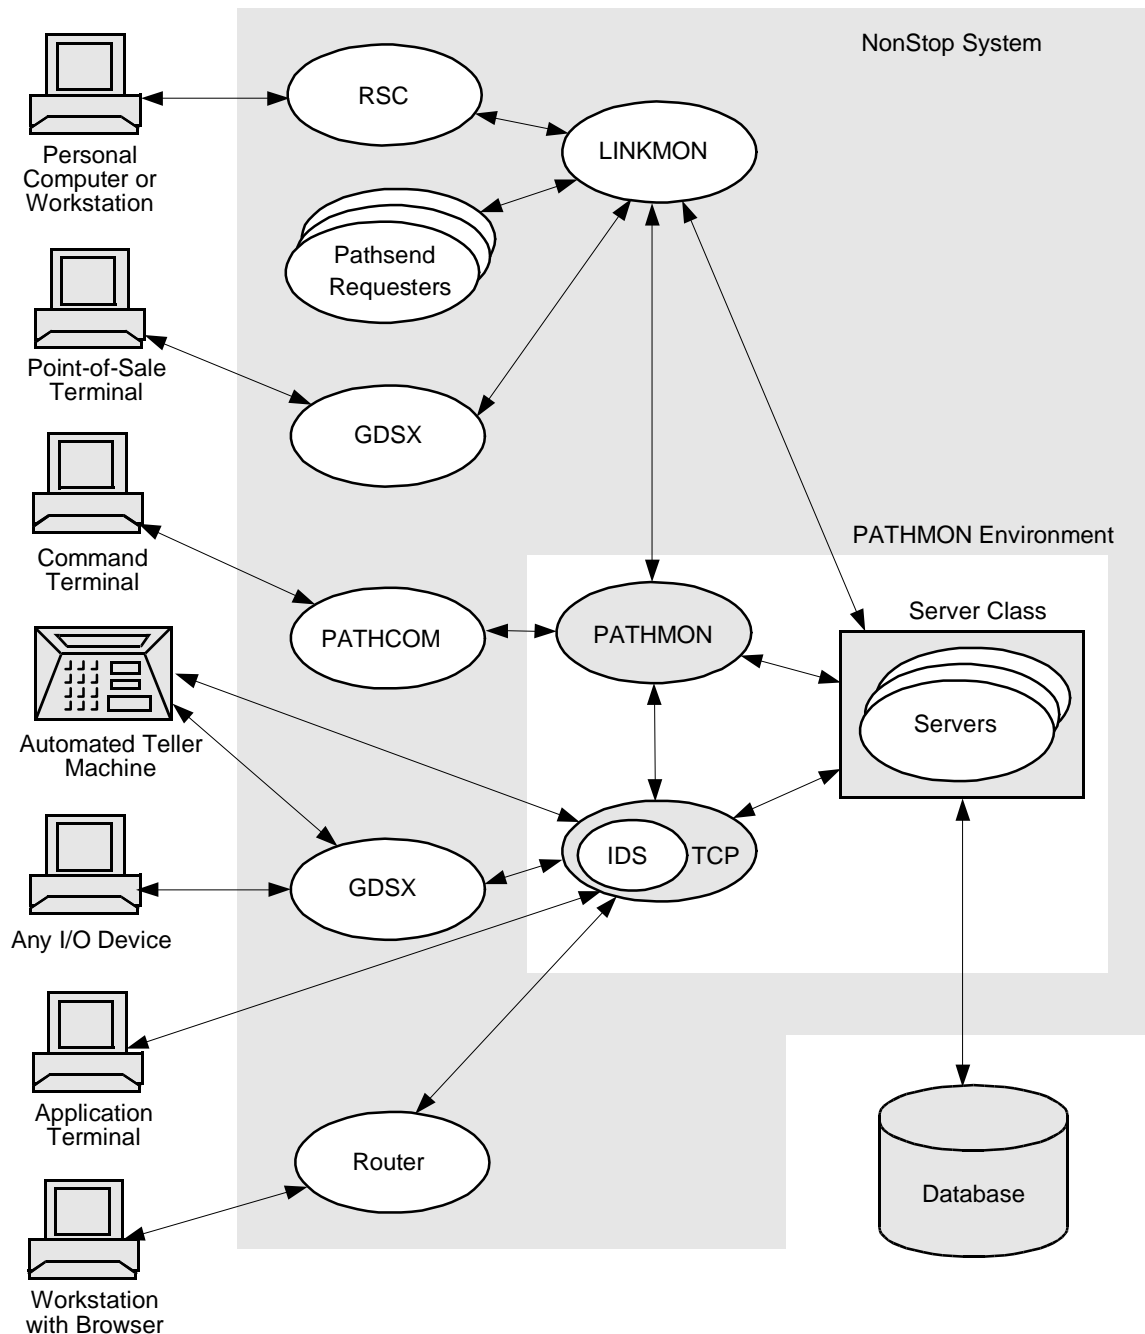 NonStop System
RSC
LINKMON
Personal
Computer or
Workstation
Pathsend
Requesters
Point-of-Sale
Terminal
GDSX
Command
Terminal
PATHMON Environment
PATHCOM
PATHMON
Server Class
Servers
Automated Teller
Machine
IDS
TCP
GDSX
Any I/O Device
Application
Terminal
Router
Database
Workstation
with Browser